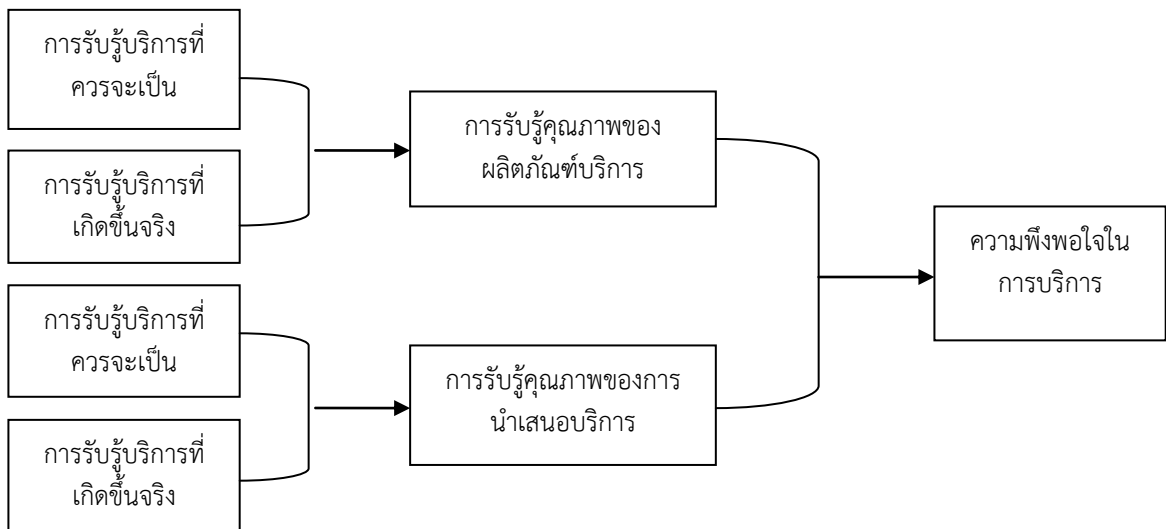 การรับรู้บริการที่
ควรจะเป็น
การรับรู้บริการที่
เกิดขึ้นจริง
การรับรู้คุณภาพของ
ผลิตภัณฑ์บริการ
การรับรู้บริการที่
ควรจะเป็น
การรับรู้บริการที่
เกิดขึ้นจริง
การรับรู้คุณภาพของการ
นำเสนอบริการ
ความพึงพอใจใน
การบริการ